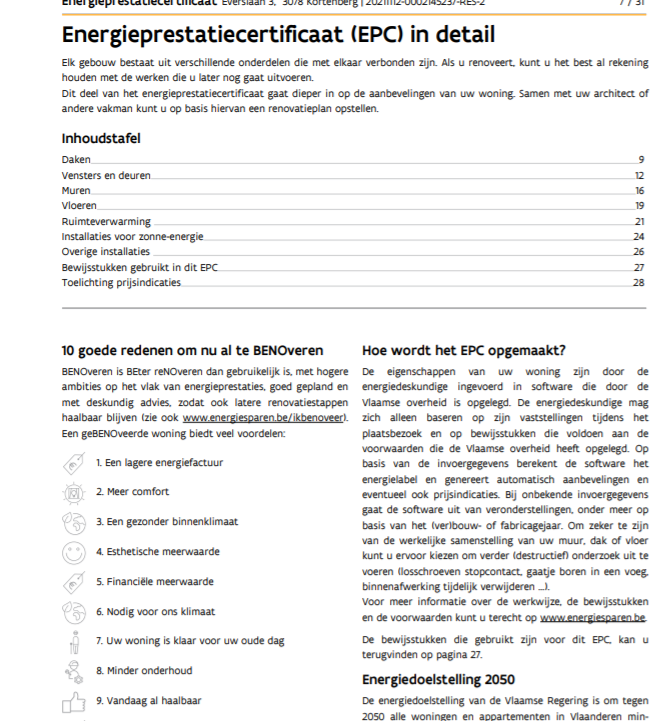 Energieprestatiecertificaat Everslaan 3, 3078 Kortenberg | 20211112-0002145237-RES-2 7 / 31
Energieprestatiecertificaat (EPC) in detail
Elk gebouw bestaat uit verschillende onderdelen die met elkaar verbonden zijn. Als u renoveert, kunt u het best al rekening
houden met de werken die u later nog gaat uitvoeren.
Dit deel van het energieprestatiecertificaat gaat dieper in op de aanbevelingen van uw woning. Samen met uw architect of
andere vakman kunt u op basis hiervan een renovatieplan opstellen.
Inhoudstafel
Daken 9
Vensters en deuren 12
Muren 16
Vloeren 19
Ruimteverwarming 21
Installaties voor zonne-energie 24
Overige installaties 26
Bewijsstukken gebruikt in dit EPC 27
Toelichting prijsindicaties 28
10 goede redenen om nu al te BENOveren
BENOveren is BEter reNOveren dan gebruikelijk is, met hogere
ambities op het vlak van energieprestaties, goed gepland en
met deskundig advies, zodat ook latere renovatiestappen
haalbaar blijven (zie ook www.energiesparen.be/ikbenoveer).
Een geBENOveerde woning biedt veel voordelen:
1. Een lagere energiefactuur
2. Meer comfort
3. Een gezonder binnenklimaat
4. Esthetische meerwaarde
5. Financiële meerwaarde
6. Nodig voor ons klimaat
7. Uw woning is klaar voor uw oude dag
8. Minder onderhoud
9. Vandaag al haalbaar
Hoe wordt het EPC opgemaakt?
De eigenschappen van uw woning zijn door de
energiedeskundige ingevoerd in software die door de
Vlaamse overheid is opgelegd. De energiedeskundige mag
zich alleen baseren op zijn vaststellingen tijdens het
plaatsbezoek en op bewijsstukken die voldoen aan de
voorwaarden die de Vlaamse overheid heeft opgelegd. Op
basis van de invoergegevens berekent de software het
energielabel en genereert automatisch aanbevelingen en
eventueel ook prijsindicaties. Bij onbekende invoergegevens
gaat de software uit van veronderstellingen, onder meer op
basis van het (ver)bouw- of fabricagejaar. Om zeker te zijn
van de werkelijke samenstelling van uw muur, dak of vloer
kunt u ervoor kiezen om verder (destructief) onderzoek uit te
voeren (losschroeven stopcontact, gaatje boren in een voeg,
binnenafwerking tijdelijk verwijderen ...).
Voor meer informatie over de werkwijze, de bewijsstukken
en de voorwaarden kunt u terecht op www.energiesparen.be.
De bewijsstukken die gebruikt zijn voor dit EPC, kan u
terugvinden op pagina 27.
Energiedoelstelling 2050
De energiedoelstelling van de Vlaamse Regering is om tegen
2050 alle woningen en appartementen in Vlaanderen min-